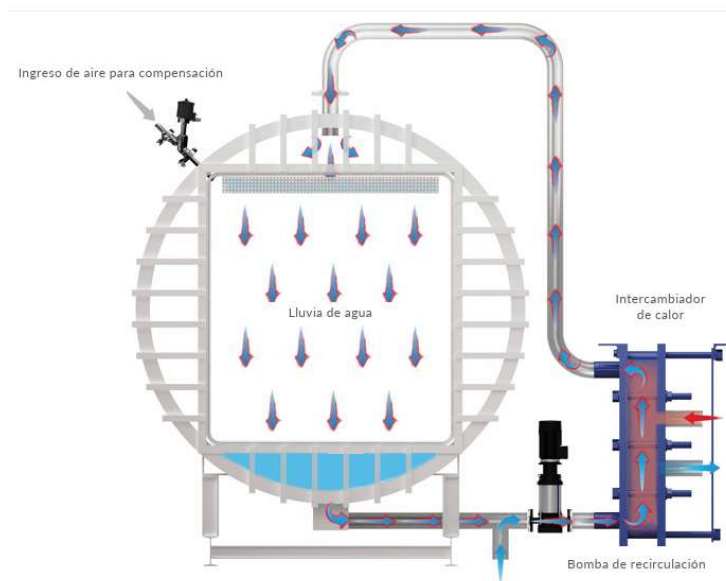 Ingreso de aire para compensación
Lluvia de agua
Intercambiador
de calor
Bomba de recirculación